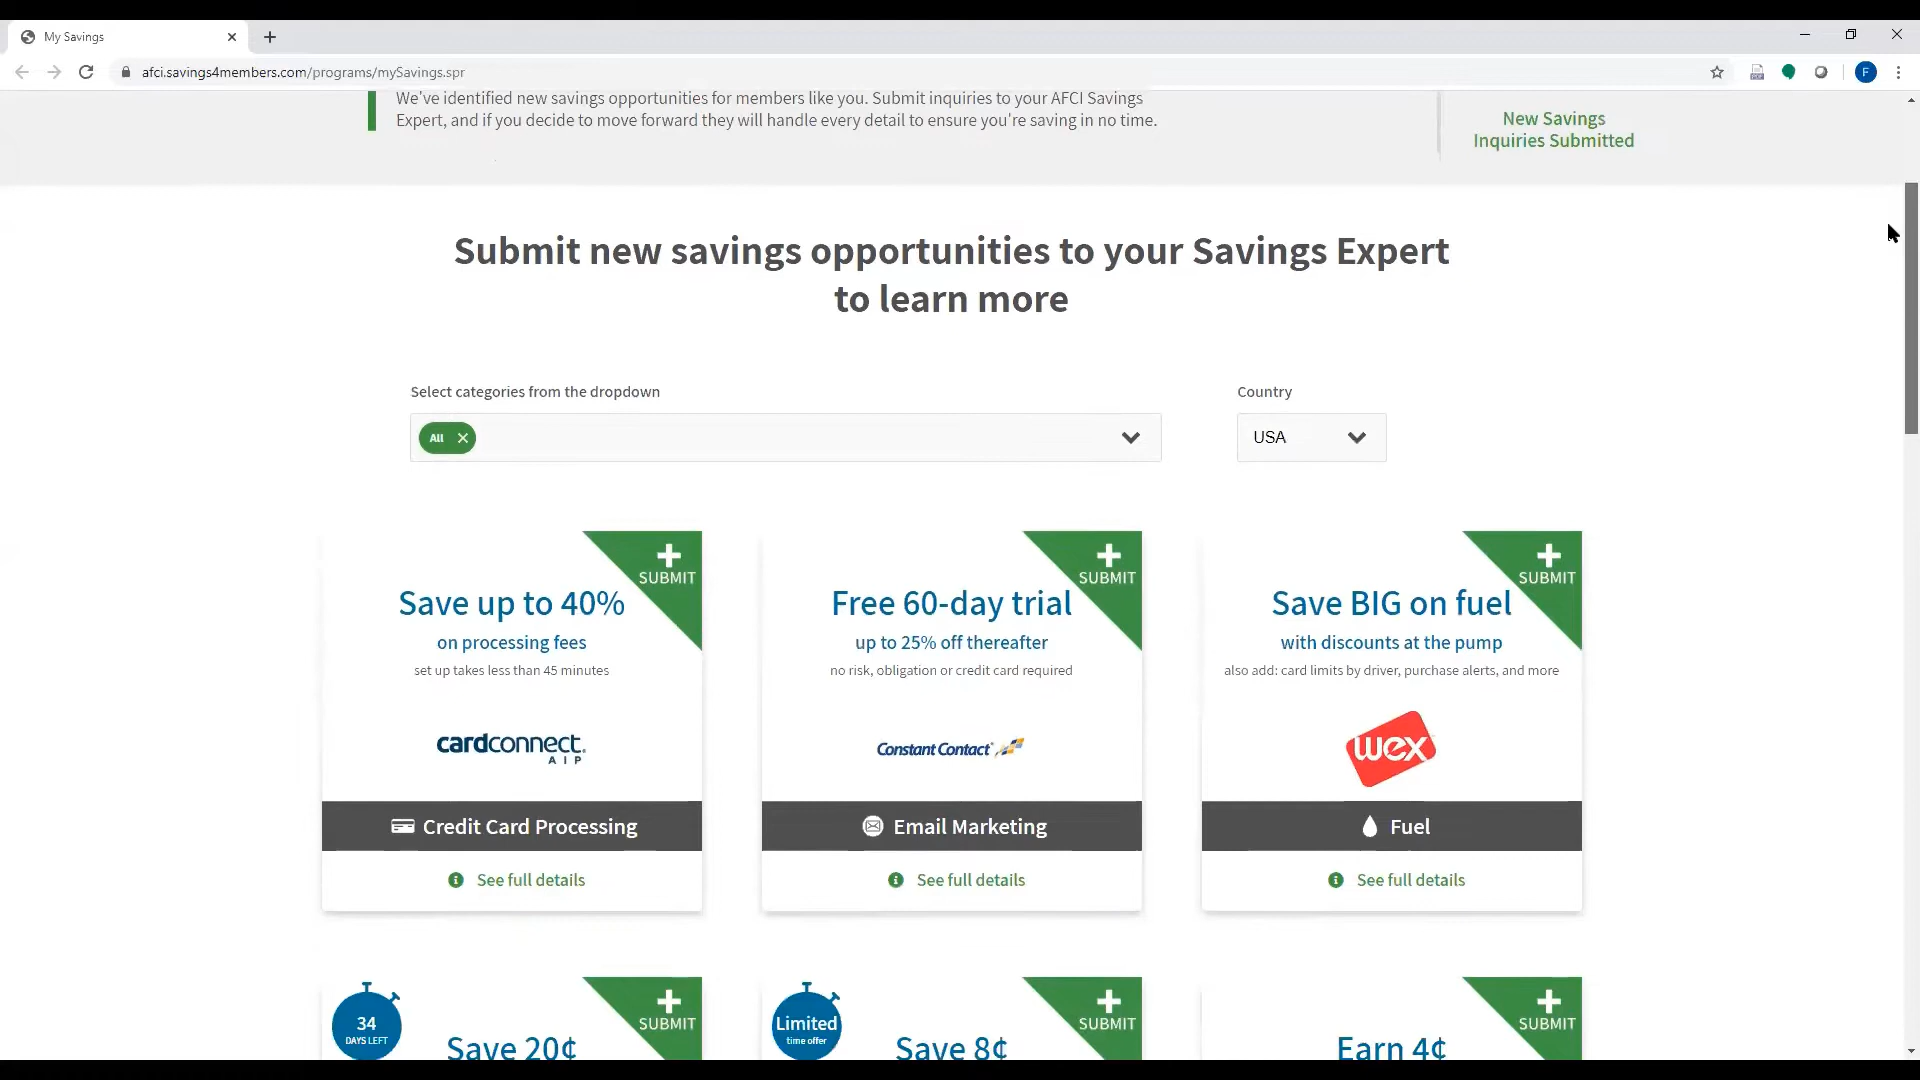 My Savings
afci.savings4members.com/programs/mySavings.spr
F
We've identified new savings opportunities for members like you. Submit inquiries to your AFCI Savings
Expert, and if you decide to move forward they will handle every detail to ensure you're saving in no time.
New Savings
Inquiries Submitted
Submit new savings opportunities to your Savings Expert
to learn more
Select categories from the dropdown
Country
All
USA
SUBMIT
Save up to 40%
on processing fees
set up takes less than 45 minutes
cardconnect.
AIP
Credit Card Processing
See full details
SUBMIT
Free 60-day trial
up to 25% off thereafter
no risk, obligation or credit card required
Constant Contact
Email Marketing
See full details
SUBMIT
Save BIG on fuel
with discounts at the pump
also add: card limits by driver, purchase alerts, and more
wex
Fuel
See full details
34
DAYS LEFT
SUBMIT
Save 20¢
Limited
time offer
SUBMIT
Save 8¢
SUBMIT
Earn 4¢